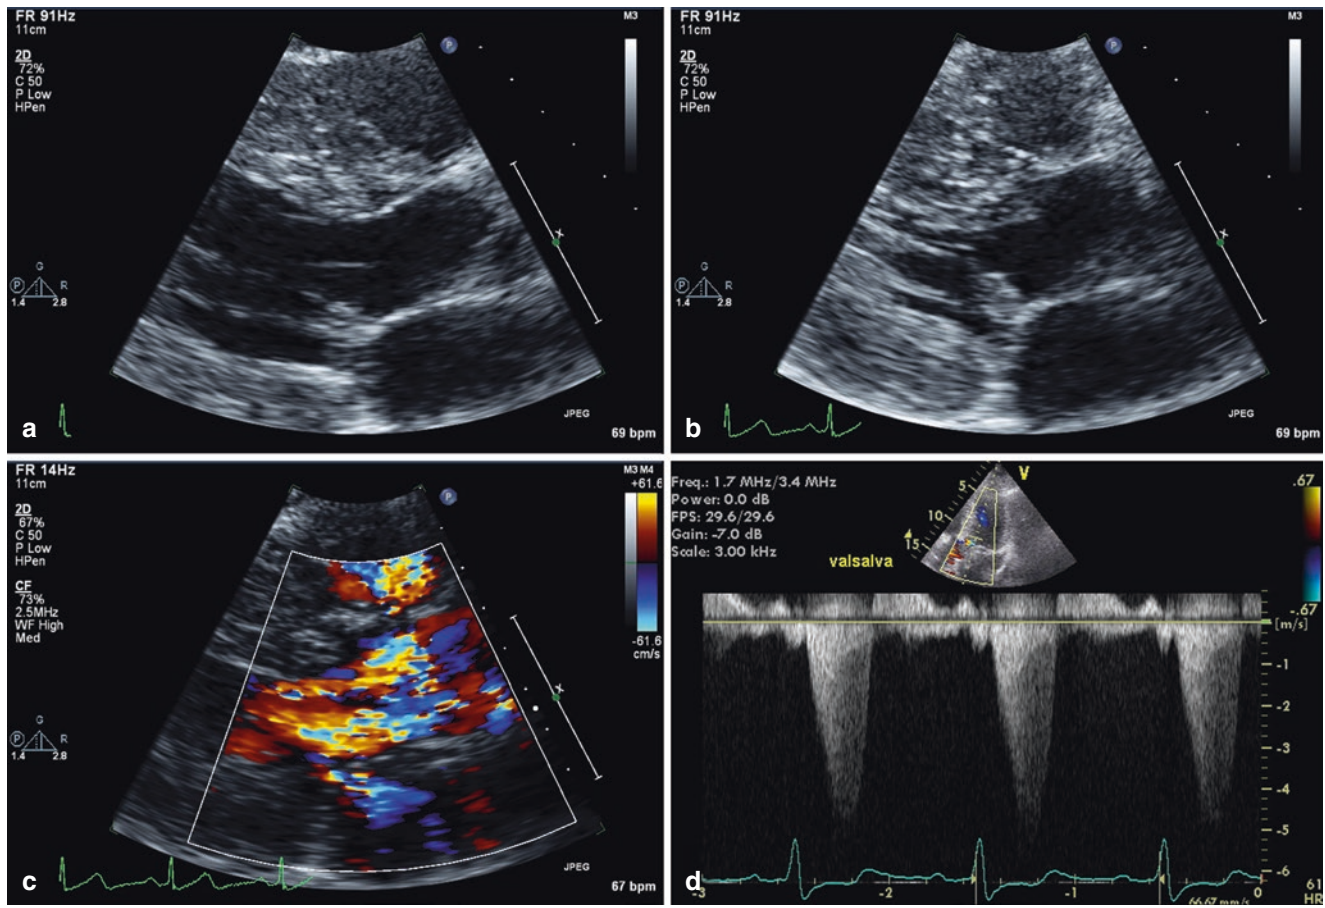 FR 91Hz
11cm
M3
2D
72%
C 50
P Low
HPen
P
G
P R
1.4 2.8
X
JPEG
69 bpm
a
FR 91Hz
11cm
M3
2D
72%
C 50
P Low
HPen
P
G
P R
1.4 2.8
X
JPEG
69 bpm
b
FR 14Hz
11cm
M3 M4
+61.6
2D
67%
C 50
P Low
HPen
CF
73%
2.5MHz
WF High
Med
P
-61.6
cm/s
G
P R
1.4 2.8
X
JPEG
67 bpm
c
Freq.: 1.7 MHz/3.4 MHz
Power: 0.0 dB
FPS: 29.6/29.6
Gain: -7.0 dB
Scale: 3.00 kHz
valsalva
V
5
10
15
.67
-.67
[m/s]
-1
-2
-3
-4
-5
-6
-3 -2 -1 0
66.67 mm/s
61
HR
d